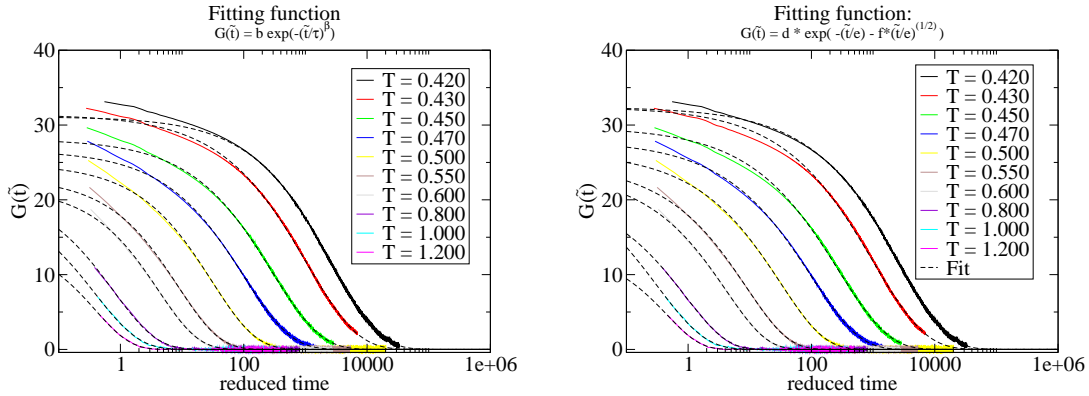 Fitting function
G(t̃) = b exp(-(t̃/τ)^β)
40
30
20
10
0
G(t̃)
1
100
10000
1e+06
reduced time
T = 0.420
T = 0.430
T = 0.450
T = 0.470
T = 0.500
T = 0.550
T = 0.600
T = 0.800
T = 1.000
T = 1.200
Fitting function:
G(t̃) = d * exp( -(t̃/e) - f*(t̃/e)^(1/2) )
40
30
20
10
0
G(t̃)
1
100
10000
1e+06
reduced time
T = 0.420
T = 0.430
T = 0.450
T = 0.470
T = 0.500
T = 0.550
T = 0.600
T = 0.800
T = 1.000
T = 1.200
Fit